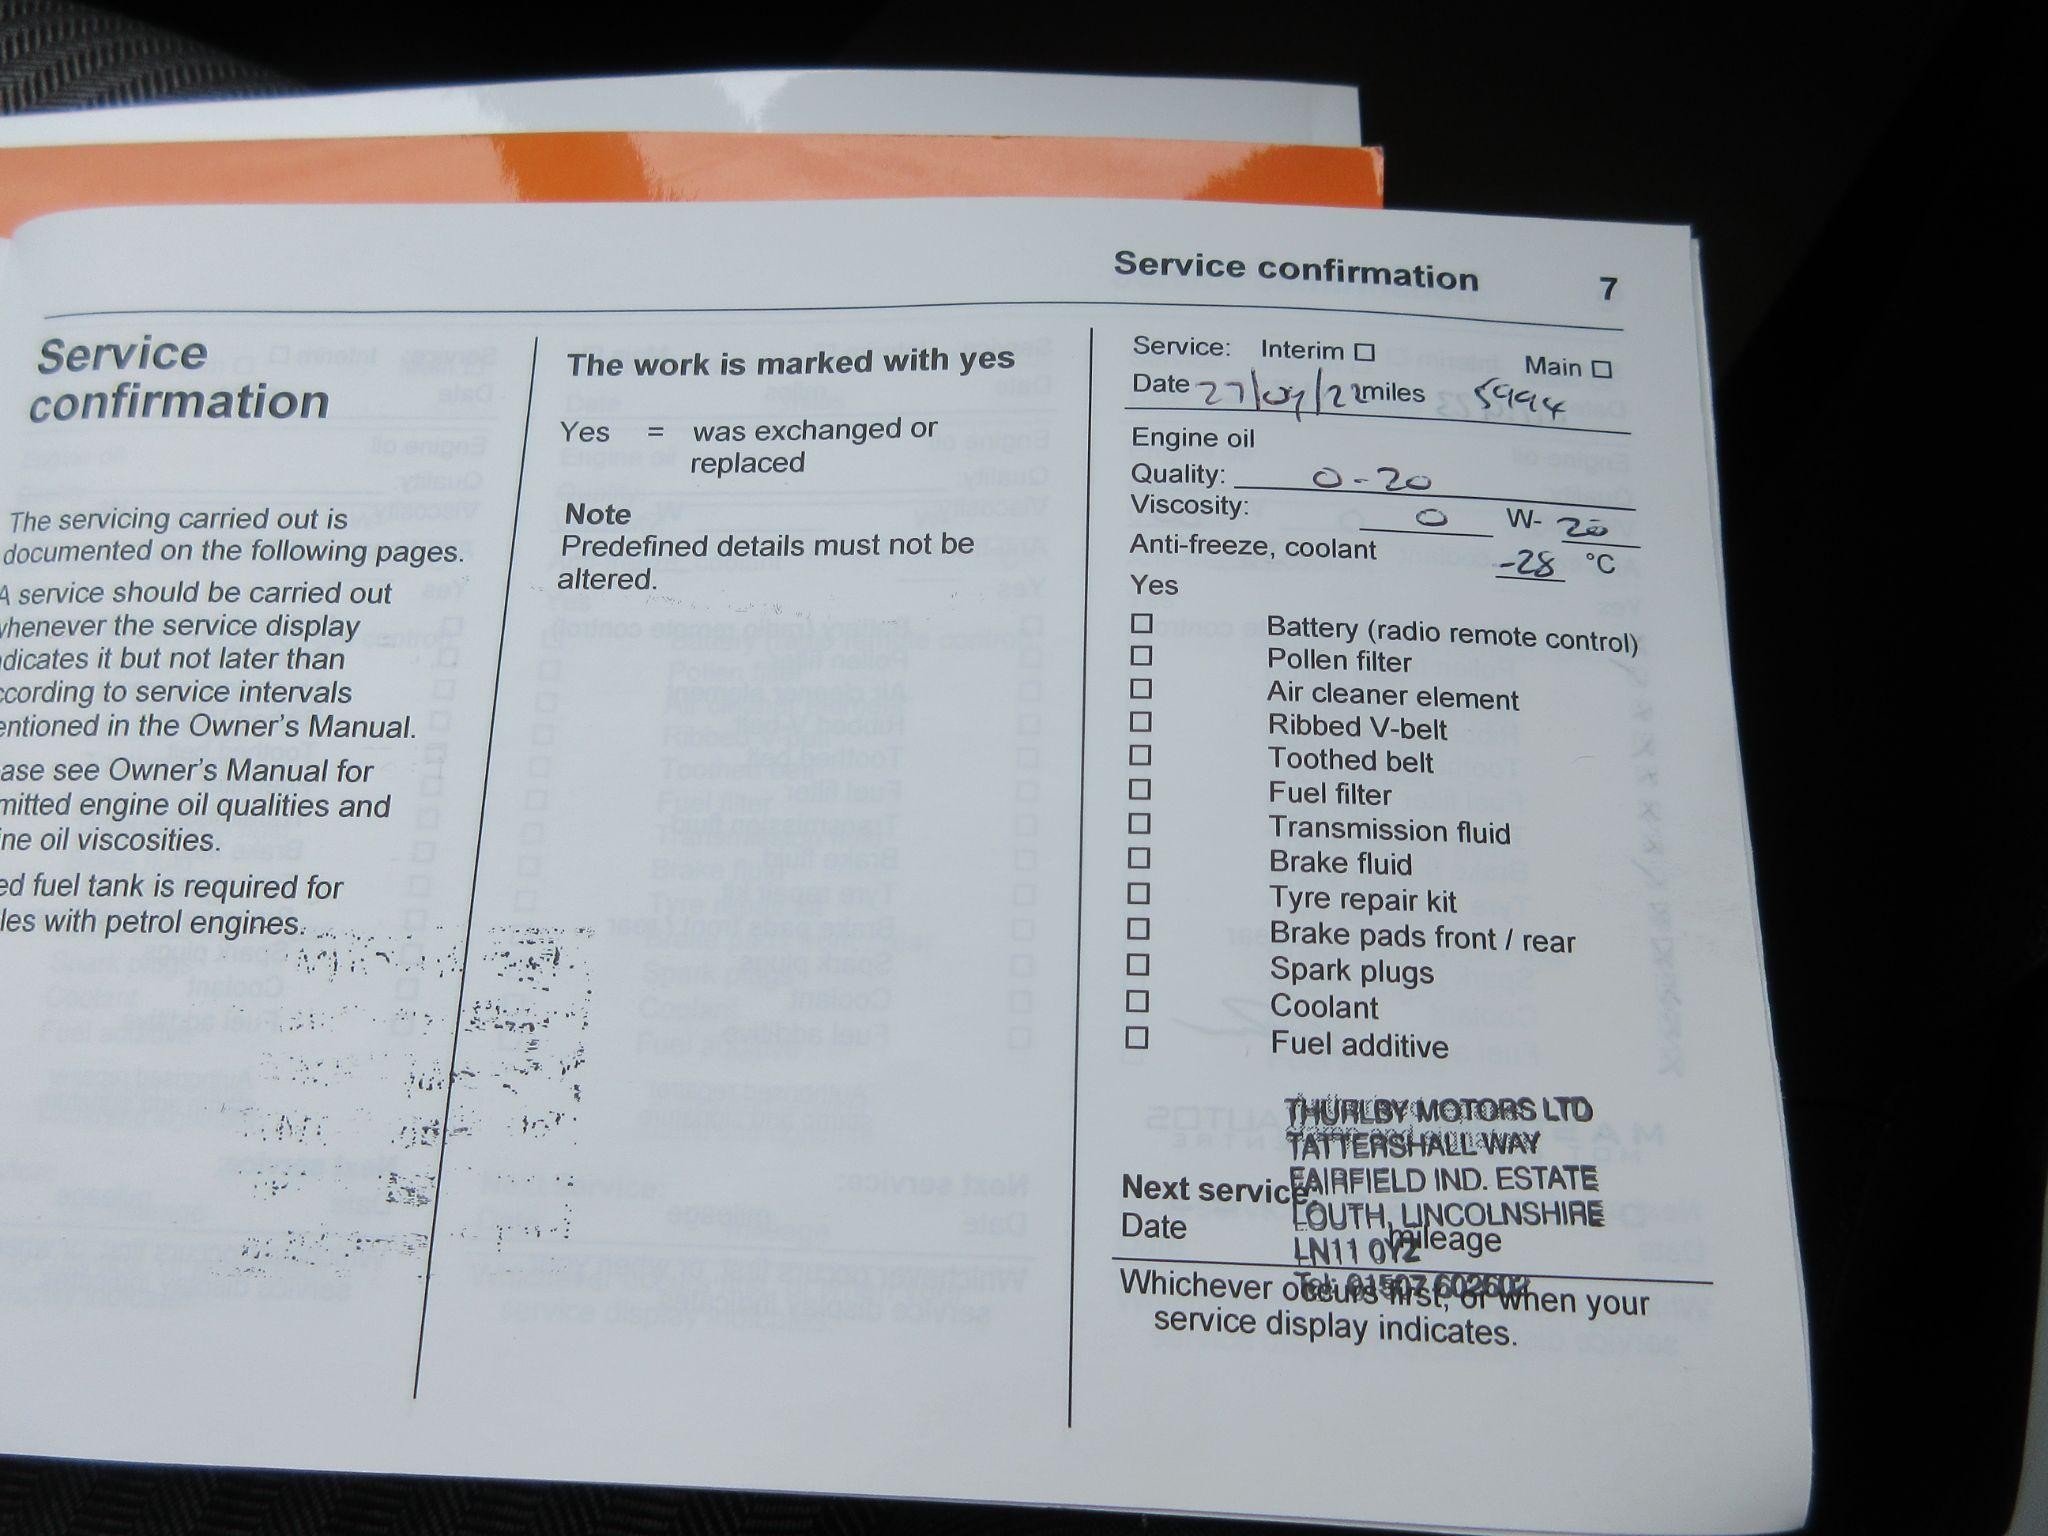 Service confirmation 7
Service
confirmation
The servicing carried out is
documented on the following pages.
A service should be carried out
whenever the service display
ndicates it but not later than
ccording to service intervals
entioned in the Owner's Manual.
ase see Owner's Manual for
mitted engine oil qualities and
ine oil viscosities.
ed fuel tank is required for
les with petrol engines.
The work is marked with yes
Yes = was exchanged or
replaced
Note
Predefined details must not be
altered.
Service: Interim ☐ Main ☐
Date 27/ /22 miles 5994
Engine oil
Quality: 0-20
Viscosity: 0 W- 20
Anti-freeze, coolant -28 °C
Yes
☐ Battery (radio remote control)
☐ Pollen filter
☐ Air cleaner element
☐ Ribbed V-belt
☐ Toothed belt
☐ Fuel filter
☐ Transmission fluid
☐ Brake fluid
☐ Tyre repair kit
☐ Brake pads front / rear
☐ Spark plugs
☐ Coolant
☐ Fuel additive
THURLBY MOTORS LTD
TATTERSHALL WAY
FAIRFIELD IND. ESTATE
LOUTH, LINCOLNSHIRE
LN11 0YZ
Tel: 01507 602602
Next service:
Date mileage
Whichever occurs first, or when your
service display indicates.